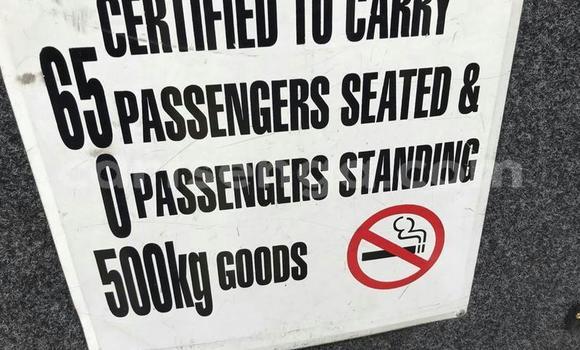 CERTIFIED TO CARRY
65 PASSENGERS SEATED &
0 PASSENGERS STANDING
500kg GOODS